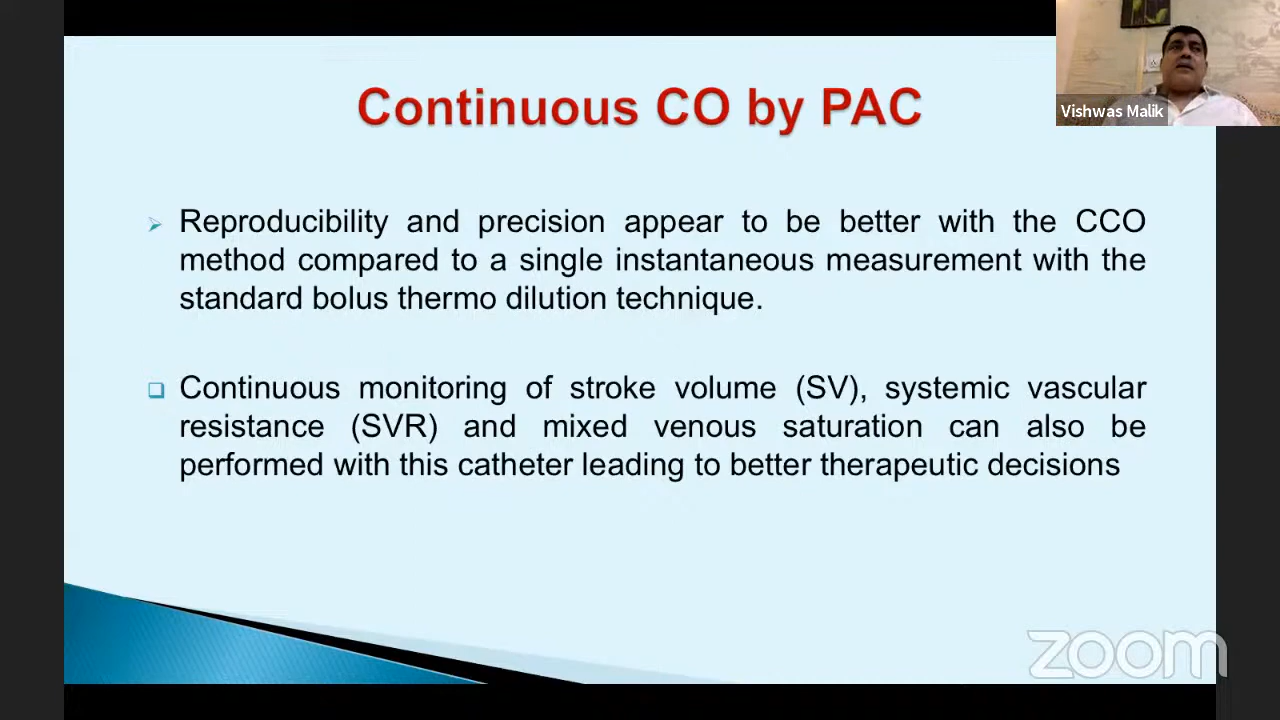 Continuous CO by PAC
Vishwas Malik
Reproducibility and precision appear to be better with the CCO
method compared to a single instantaneous measurement with the
standard bolus thermo dilution technique.
Continuous monitoring of stroke volume (SV), systemic vascular
resistance (SVR) and mixed venous saturation can also be
performed with this catheter leading to better therapeutic decisions
zoom